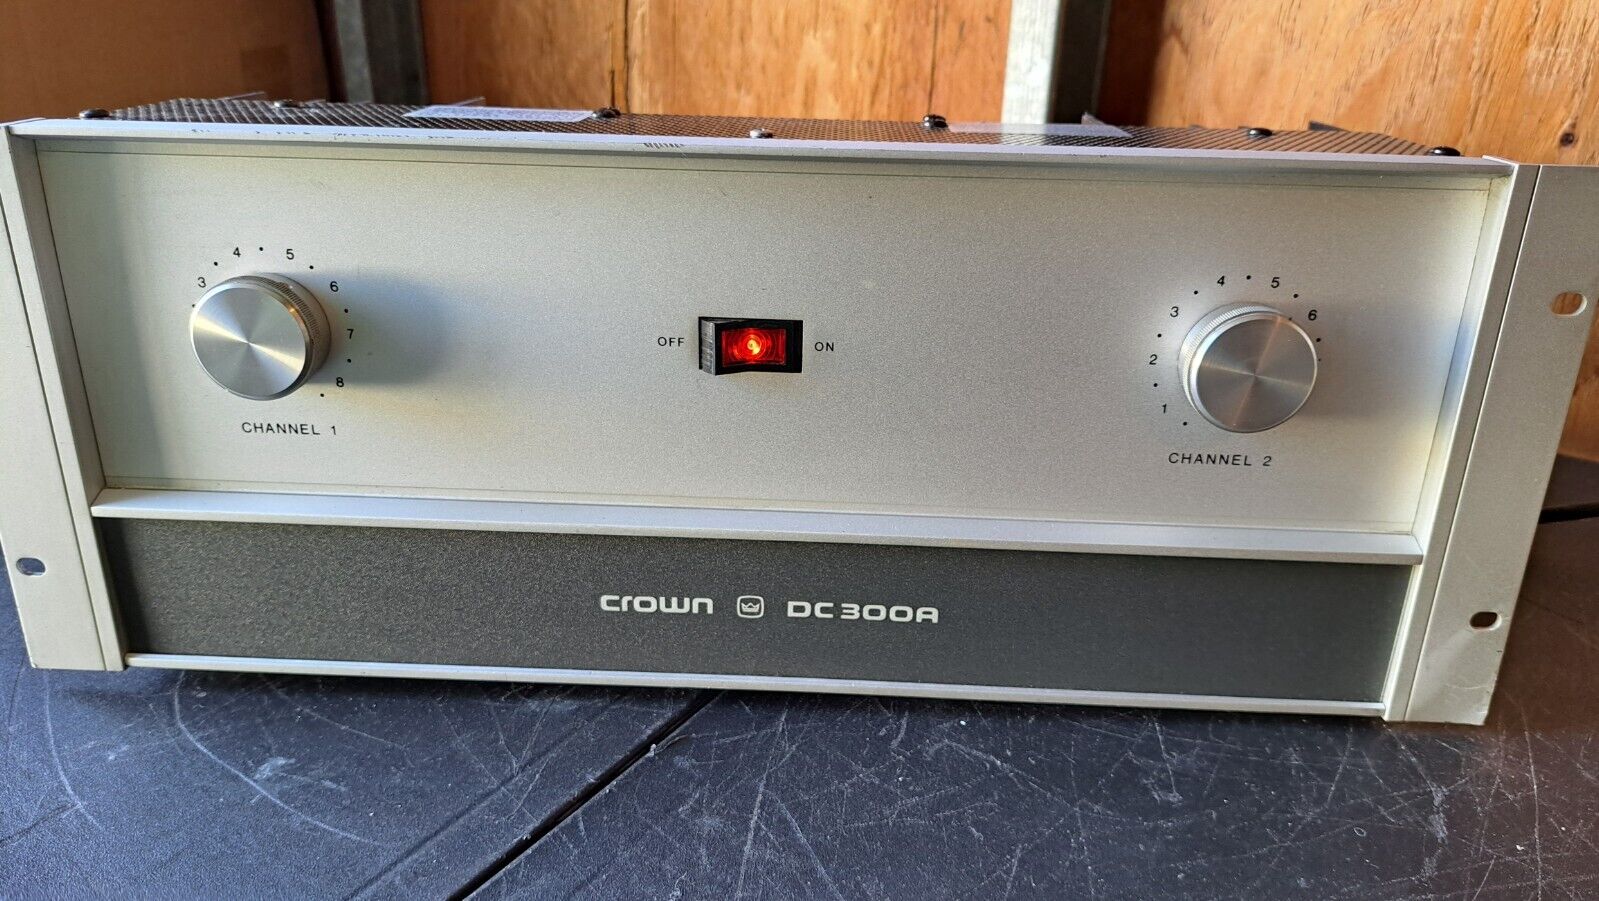 3 4 5 6 7 8
CHANNEL 1
OFF ON
1 2 3 4 5 6
CHANNEL 2
crown DC300A